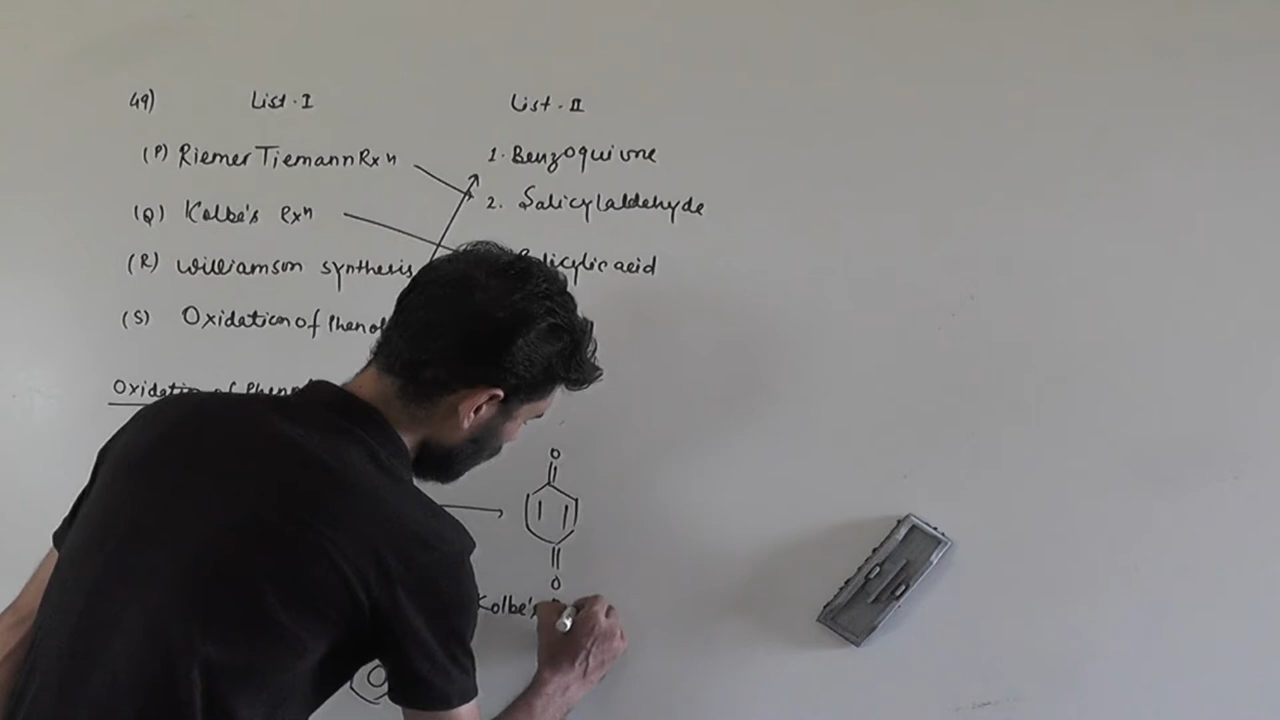 49) List-I List-II
(P) Riemer Tiemann Rxn 1. Benzoquinone
(Q) Kolbe's Rxn 2. Salicylaldehyde
(R) Williamson synthesis Salicylic acid
(S) Oxidation of Phenol
Oxidation of Phenol
O
O
Kolbe's